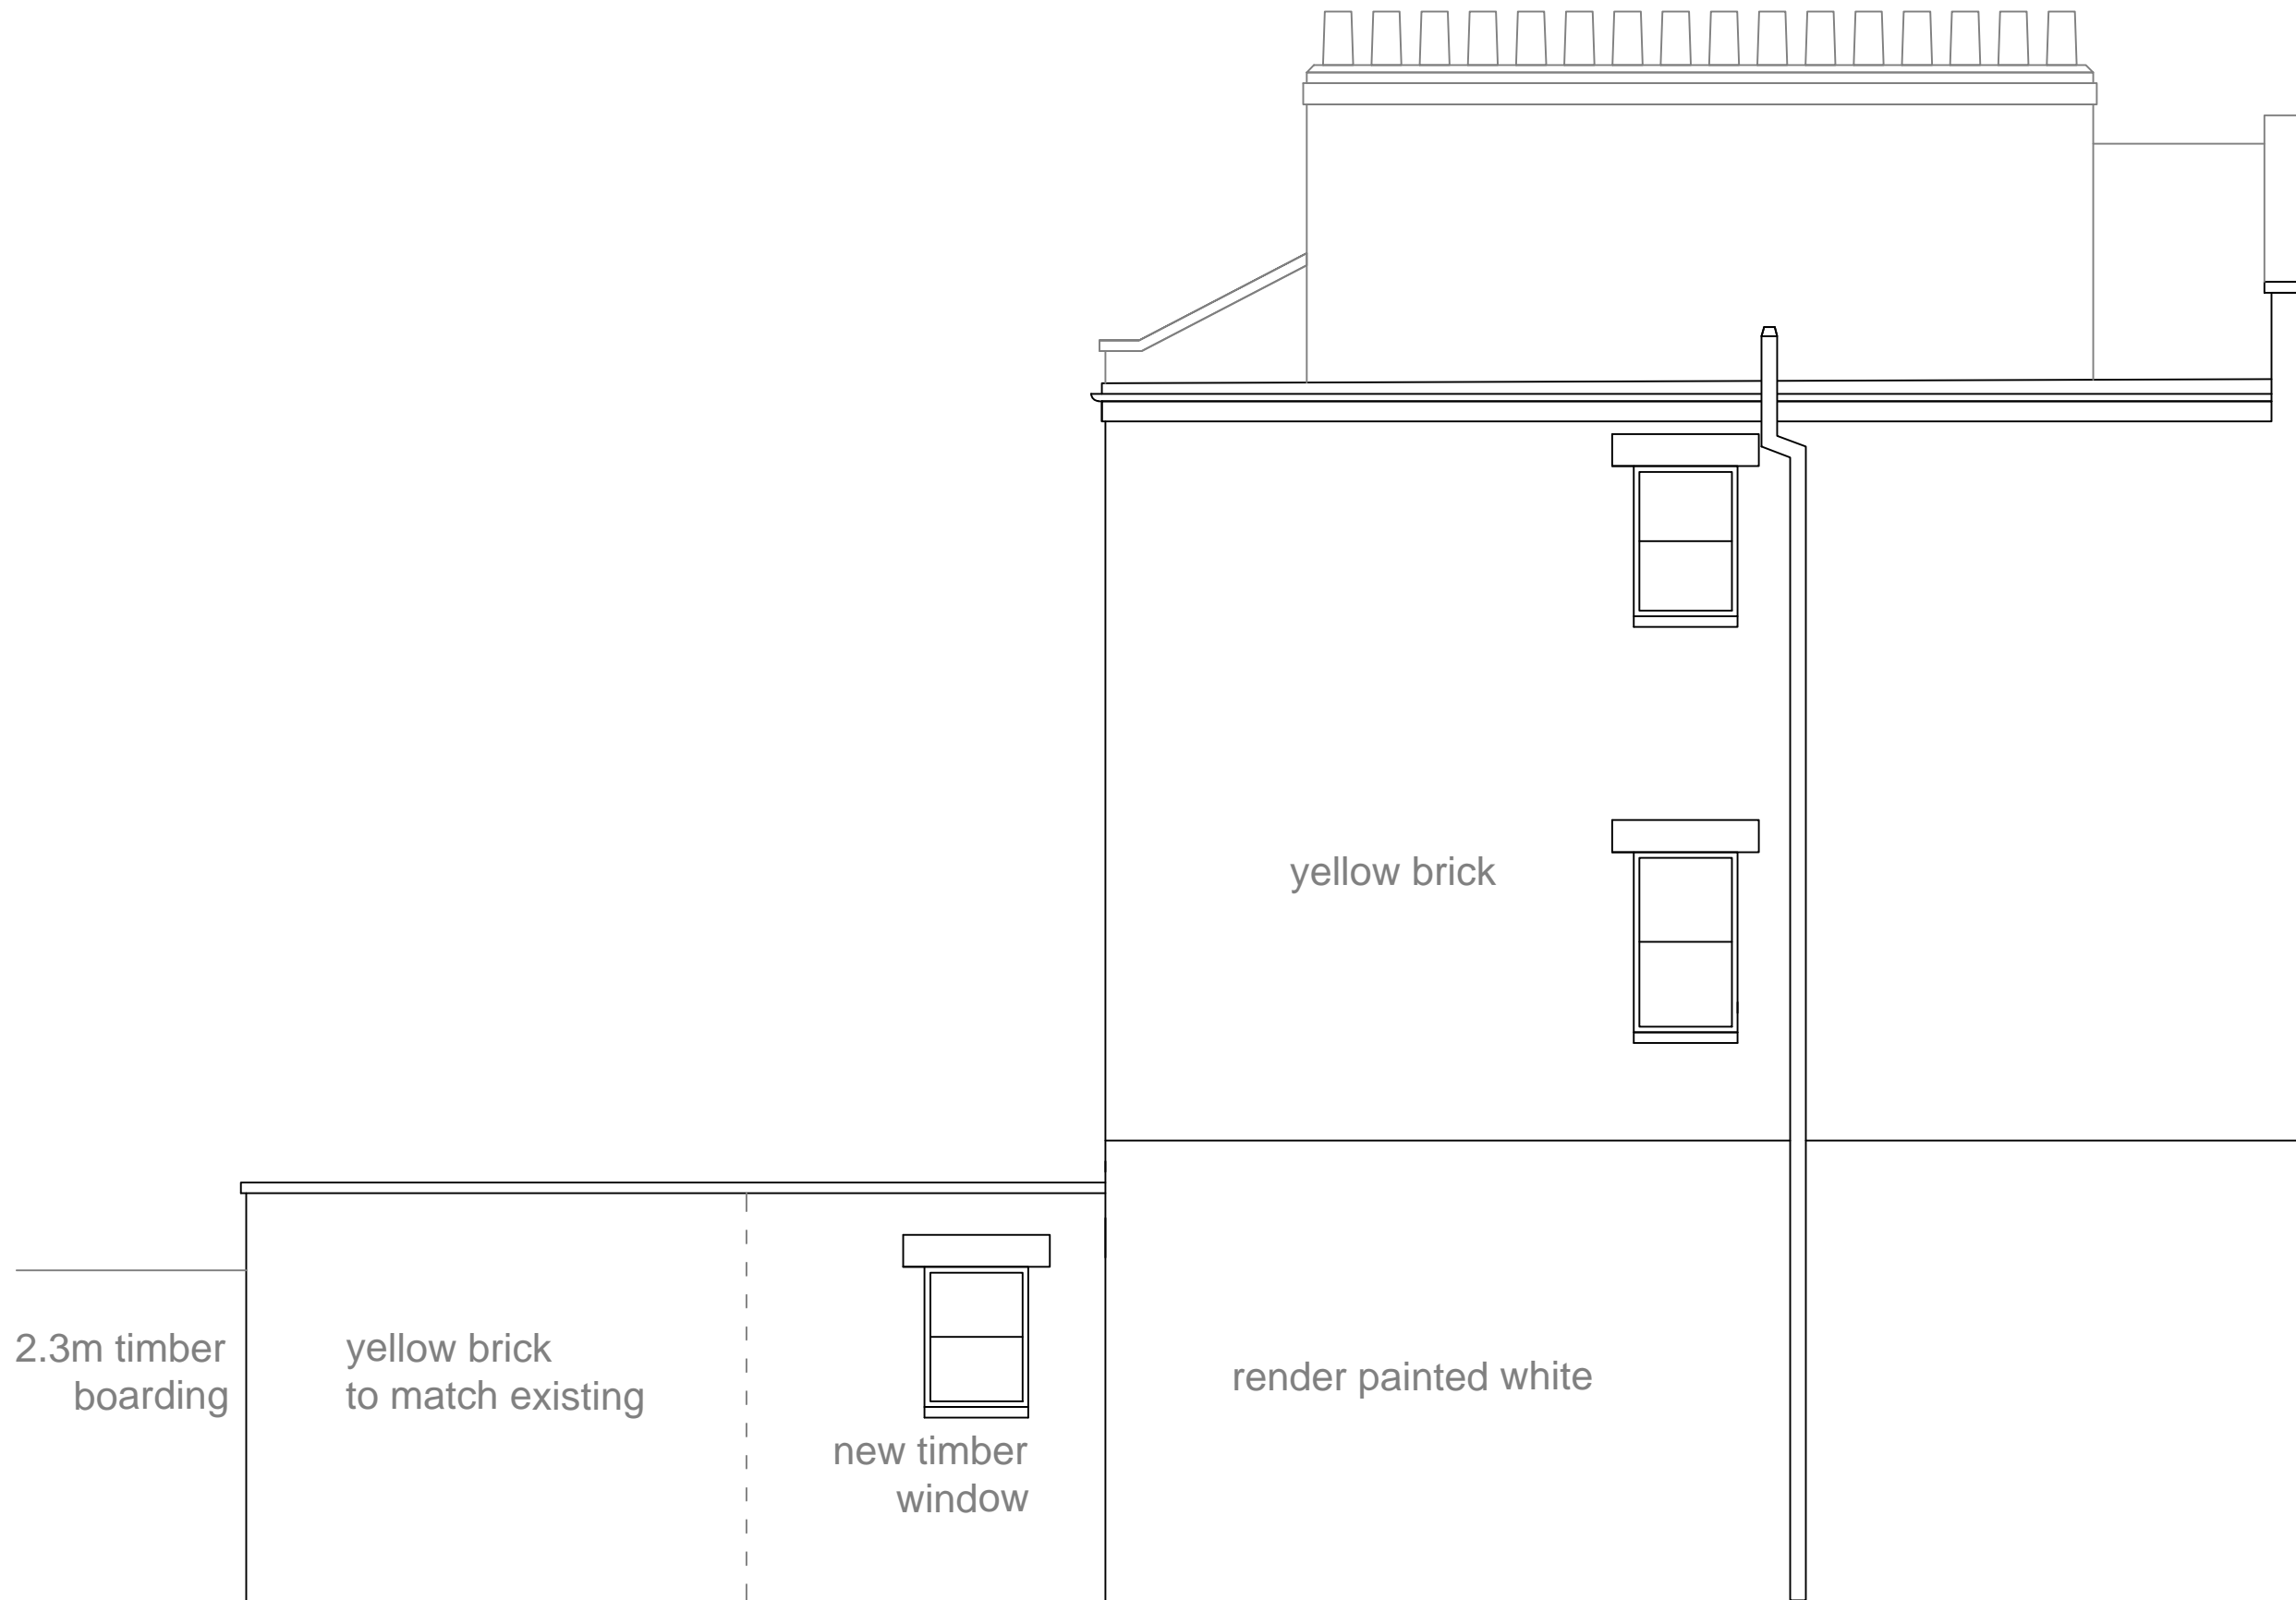 yellow brick
2.3m timber
boarding
yellow brick
to match existing
new timber
window
render painted white